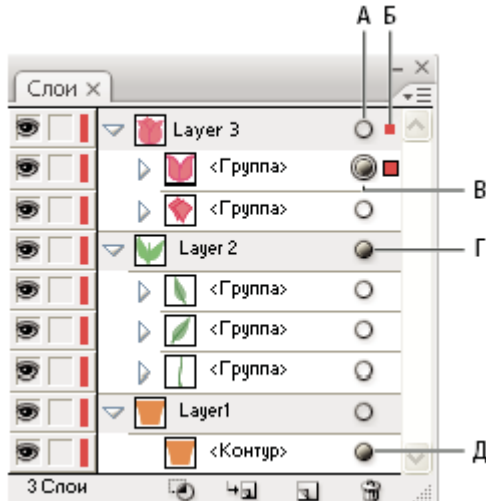 А Б
Слои
Layer 3
<Группа>
В
<Группа>
Layer 2
Г
<Группа>
<Группа>
<Группа>
Layer1
<Контур>
Д
3 Слои